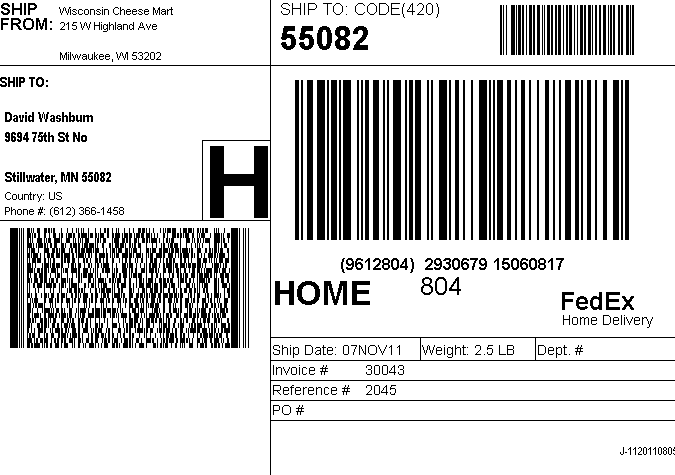 SHIP FROM:
Wisconsin Cheese Mart
215 W Highland Ave
Milwaukee, WI 53202
SHIP TO: CODE(420)
55082
SHIP TO:
David Washburn
9694 75th St No
Stillwater, MN 55082
Country: US
Phone #: (612) 366-1458
H
(9612804) 2930679 15060817
HOME 804
FedEx
Home Delivery
Ship Date: 07NOV11 Weight: 2.5 LB Dept. #
Invoice # 30043
Reference # 2045
PO #
J-1120110805